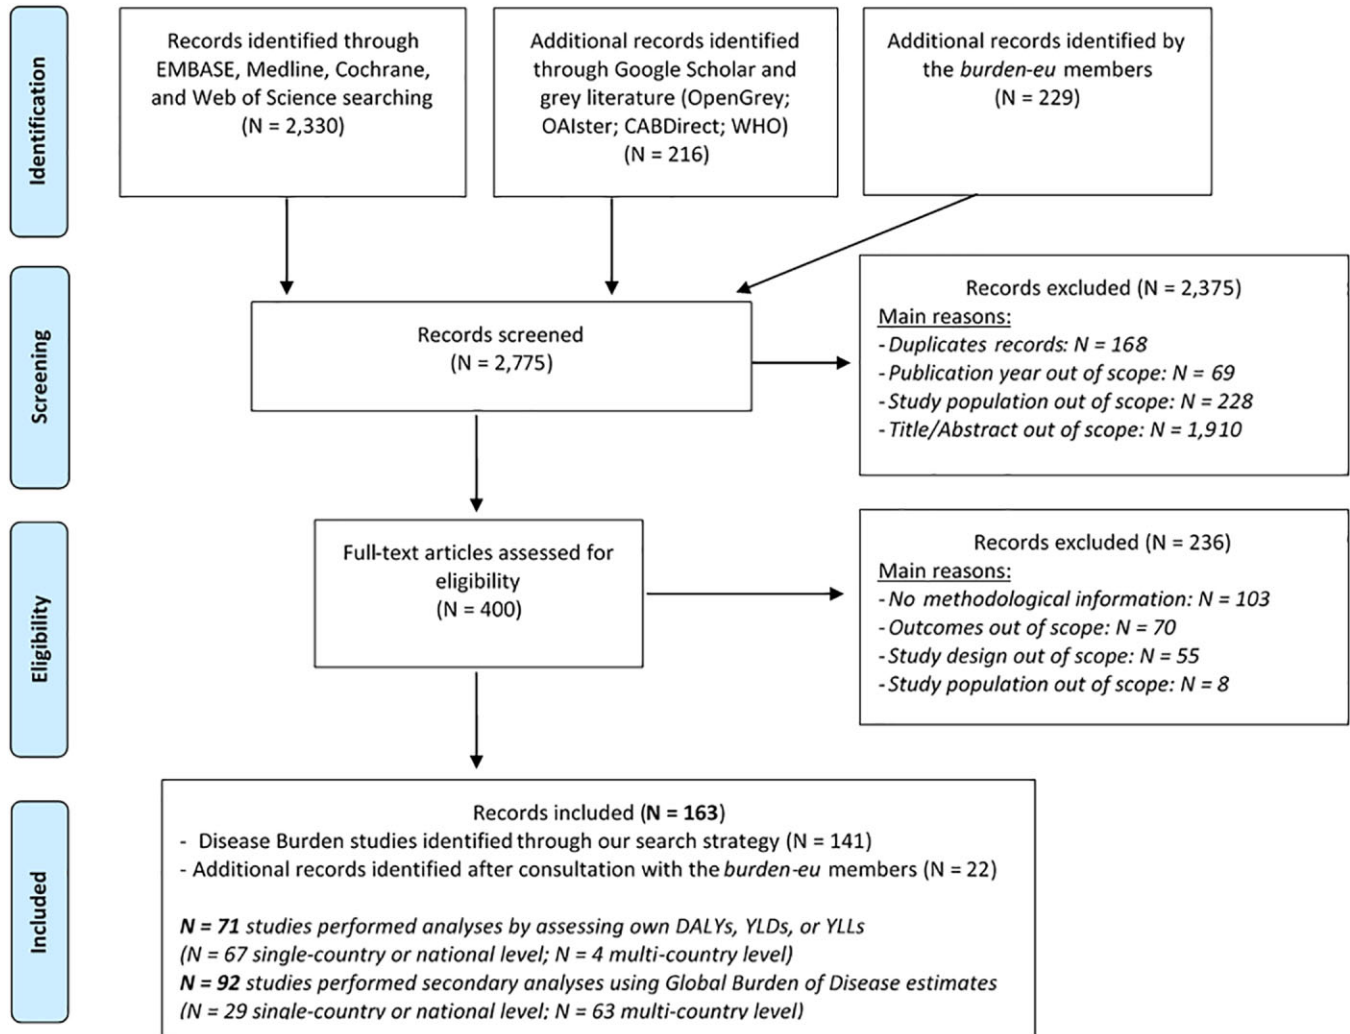 Identification
Records identified through
EMBASE, Medline, Cochrane,
and Web of Science searching
(N = 2,330)
Additional records identified
through Google Scholar and
grey literature (OpenGrey;
OAIster; CABDirect; WHO)
(N = 216)
Additional records identified by
the burden-eu members
(N = 229)
Screening
Records screened
(N = 2,775)
Records excluded (N = 2,375)
Main reasons:
- Duplicates records: N = 168
- Publication year out of scope: N = 69
- Study population out of scope: N = 228
- Title/Abstract out of scope: N = 1,910
Eligibility
Full-text articles assessed for
eligibility
(N = 400)
Records excluded (N = 236)
Main reasons:
- No methodological information: N = 103
- Outcomes out of scope: N = 70
- Study design out of scope: N = 55
- Study population out of scope: N = 8
Included
Records included (N = 163)
- Disease Burden studies identified through our search strategy (N = 141)
- Additional records identified after consultation with the burden-eu members (N = 22)
N = 71 studies performed analyses by assessing own DALYs, YLDs, or YLLs
(N = 67 single-country or national level; N = 4 multi-country level)
N = 92 studies performed secondary analyses using Global Burden of Disease estimates
(N = 29 single-country or national level; N = 63 multi-country level)